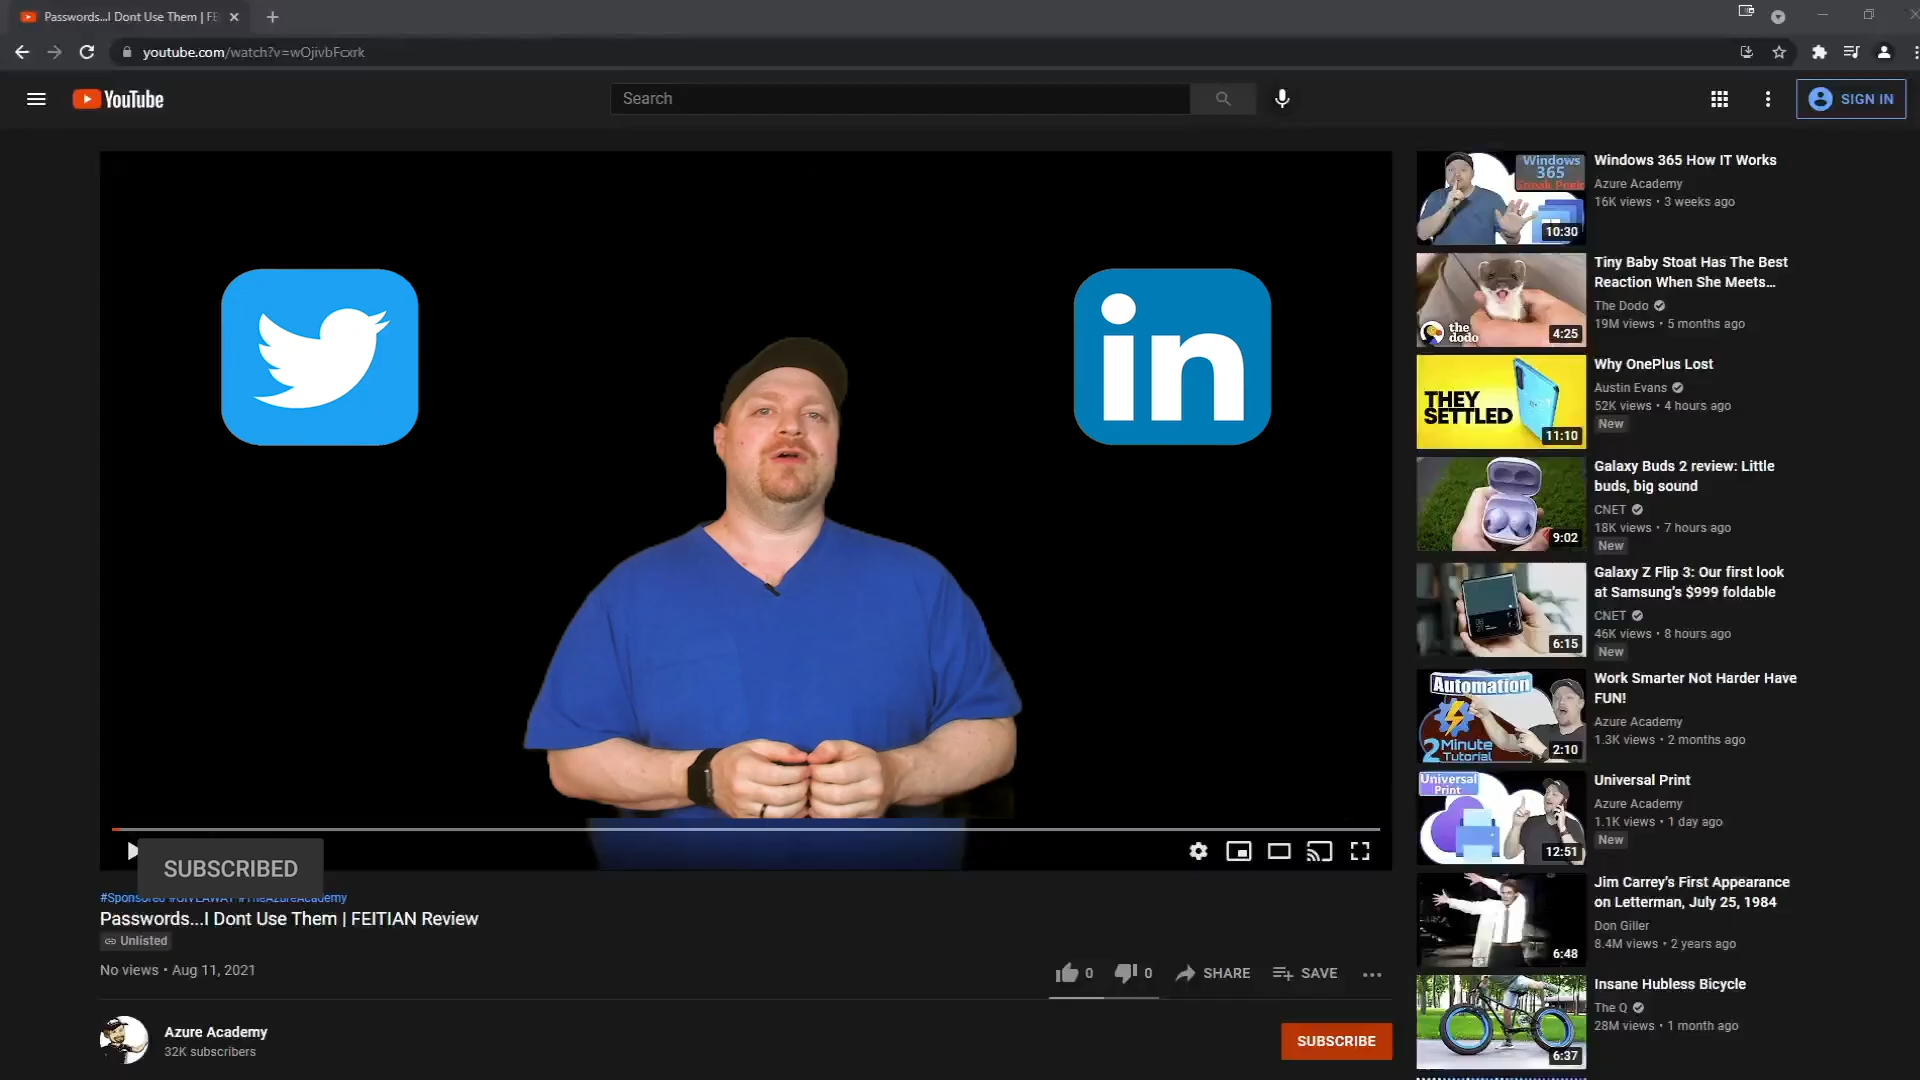 Passwords...I Dont Use Them | FE
youtube.com/watch?v=wOjivbFcxrk
YouTube
Search
SIGN IN
in
SUBSCRIBED
#Sponsored #GIVEAWAY #TheAzureAcademy
Passwords...I Dont Use Them | FEITIAN Review
Unlisted
No views • Aug 11, 2021
0
0
SHARE
SAVE
Azure Academy
32K subscribers
SUBSCRIBE
Windows
365
Sneak Peek
10:30
Windows 365 How IT Works
Azure Academy
16K views • 3 weeks ago
the
dodo
4:25
Tiny Baby Stoat Has The Best
Reaction When She Meets...
The Dodo
19M views • 5 months ago
THEY
SETTLED
11:10
Why OnePlus Lost
Austin Evans
52K views • 4 hours ago
New
9:02
Galaxy Buds 2 review: Little
buds, big sound
CNET
18K views • 7 hours ago
New
6:15
Galaxy Z Flip 3: Our first look
at Samsung's $999 foldable
CNET
46K views • 8 hours ago
New
Automation
2 Minute
Tutorial
2:10
Work Smarter Not Harder Have
FUN!
Azure Academy
1.3K views • 2 months ago
Universal
Print
12:51
Universal Print
Azure Academy
1.1K views • 1 day ago
New
6:48
Jim Carrey's First Appearance
on Letterman, July 25, 1984
Don Giller
8.4M views • 2 years ago
6:37
Insane Hubless Bicycle
The Q
28M views • 1 month ago